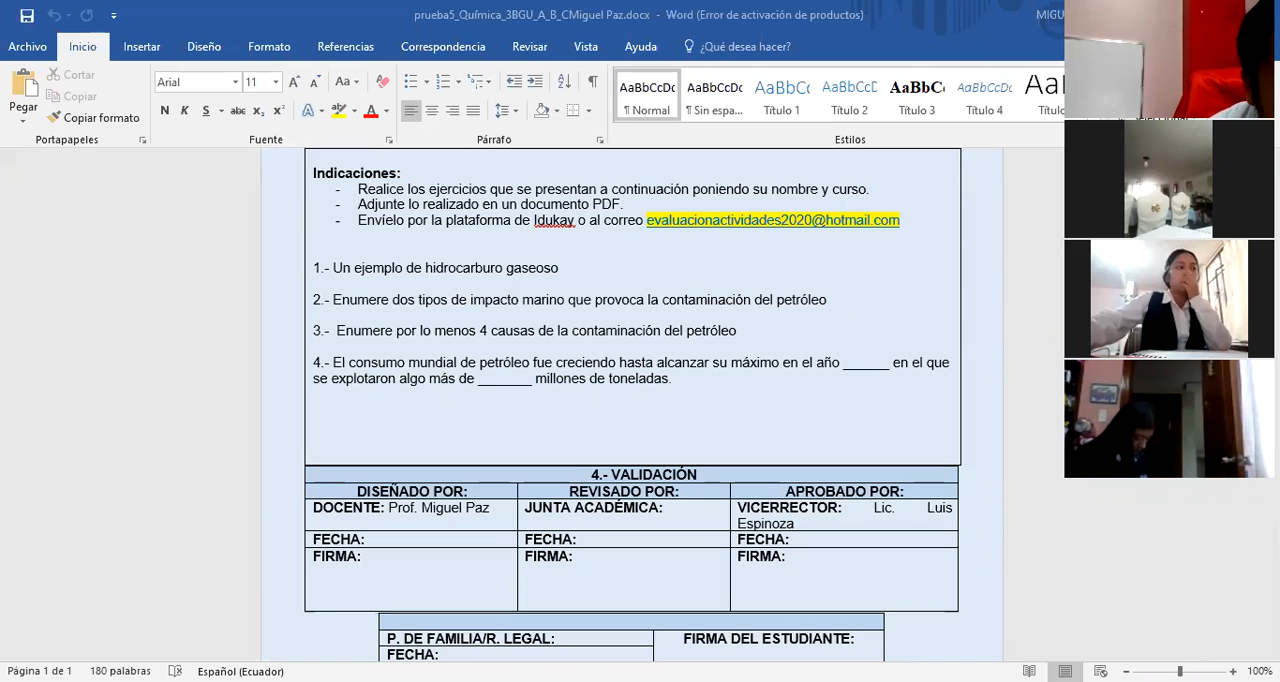 prueba5_Química_3BGU_A_B_CMiguel Paz.docx - Word (Error de activación de productos) MIGU
Archivo Inicio Insertar Diseño Formato Referencias Correspondencia Revisar Vista Ayuda ¿Qué desea hacer?
Pegar
Cortar
Copiar
Copiar formato
Portapapeles
Arial 11
Aa
N K S abc x₂ x²
Fuente
Párrafo
AaBbCcDc AaBbCcDc AaBbCc AaBbCcD AaBbC AaBbCcD Aa
¶ Normal ¶ Sin espa... Título 1 Título 2 Título 3 Título 4 Título
Estilos
Indicaciones:
- Realice los ejercicios que se presentan a continuación poniendo su nombre y curso.
- Adjunte lo realizado en un documento PDF.
- Envíelo por la plataforma de Idukay o al correo evaluacionactividades2020@hotmail.com
1.- Un ejemplo de hidrocarburo gaseoso
2.- Enumere dos tipos de impacto marino que provoca la contaminación del petróleo
3.- Enumere por lo menos 4 causas de la contaminación del petróleo
4.- El consumo mundial de petróleo fue creciendo hasta alcanzar su máximo en el año ______ en el que
se explotaron algo más de _______ millones de toneladas.
4.- VALIDACIÓN
DISEÑADO POR: REVISADO POR: APROBADO POR:
DOCENTE: Prof. Miguel Paz JUNTA ACADÉMICA: VICERRECTOR: Lic. Luis
Espinoza
FECHA: FECHA: FECHA:
FIRMA: FIRMA: FIRMA:
P. DE FAMILIA/R. LEGAL: FIRMA DEL ESTUDIANTE:
FECHA:
Página 1 de 1 180 palabras Español (Ecuador) 100%